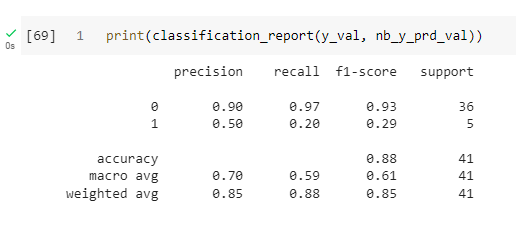 [69] 1 print(classification_report(y_val, nb_y_prd_val))
0s
precision recall f1-score support
0 0.90 0.97 0.93 36
1 0.50 0.20 0.29 5
accuracy 0.88 41
macro avg 0.70 0.59 0.61 41
weighted avg 0.85 0.88 0.85 41